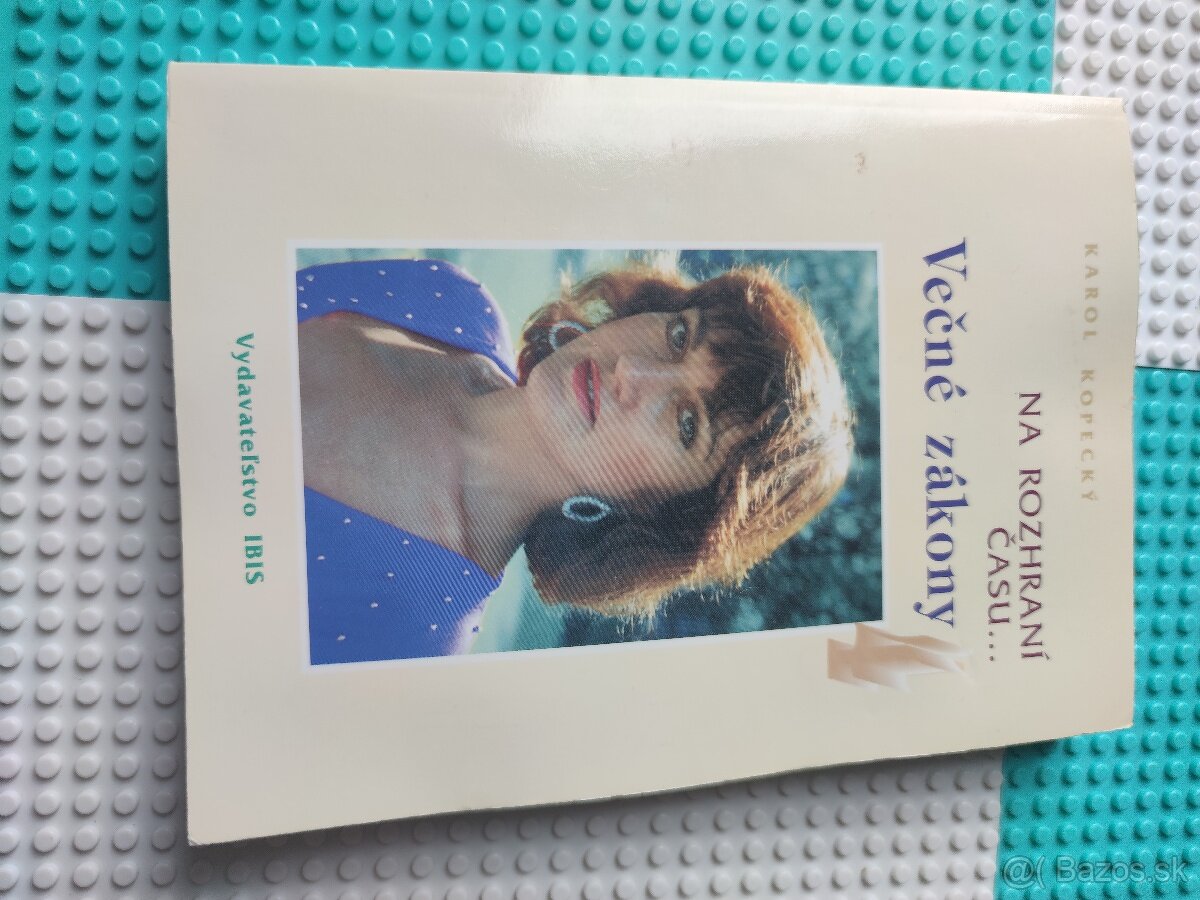 KAROL KOPECKÝ
NA ROZHRANÍ
ČASU...
Večné zákony
Vydavateľstvo IBIS
@( Bazos.sk